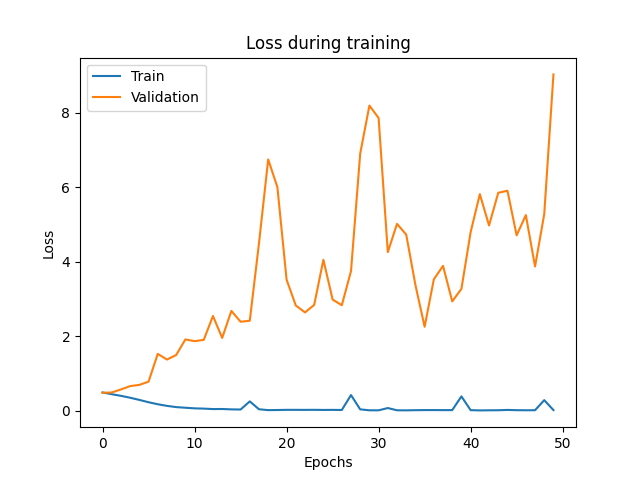 Loss during training
Train
Validation
Loss
8
6
4
2
0
0 10 20 30 40 50
Epochs